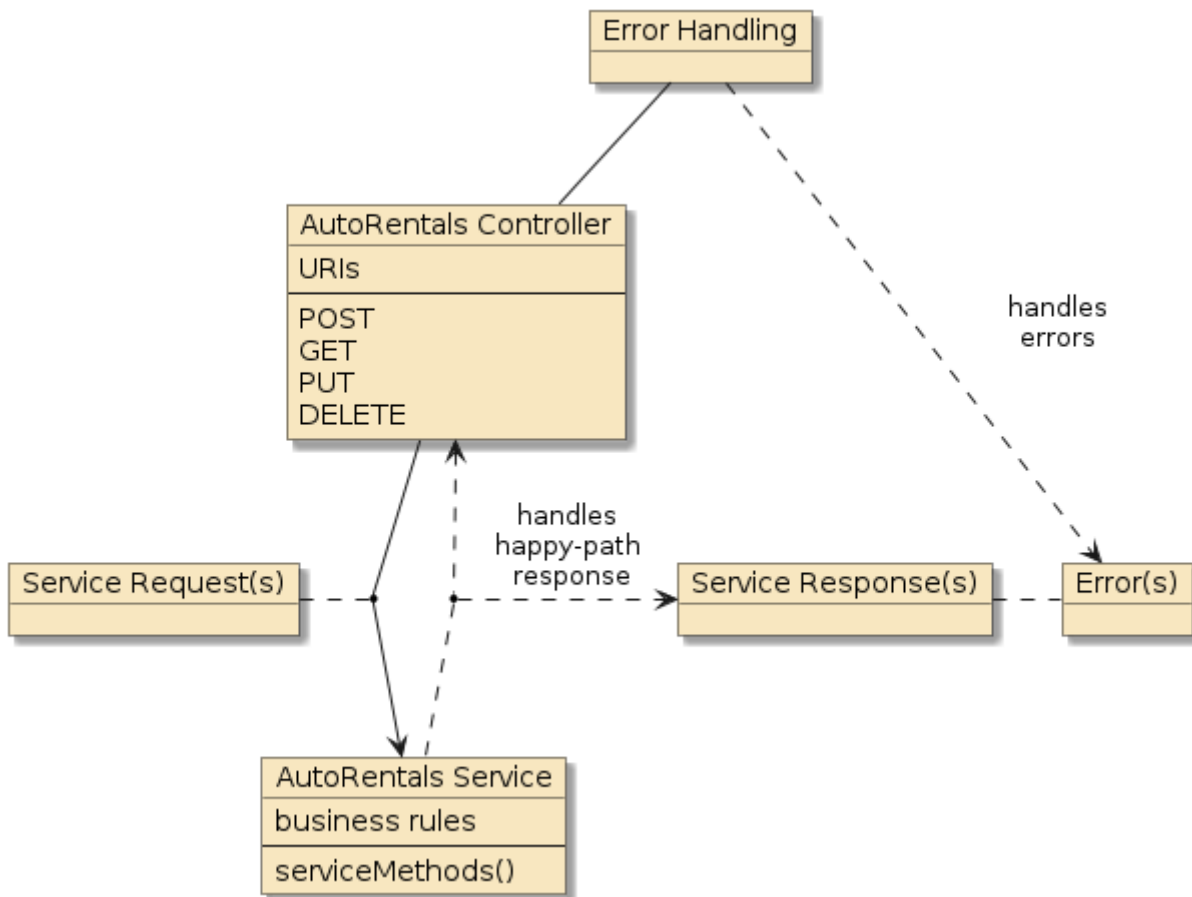 Error Handling
AutoRentals Controller
URIs
POST
GET
PUT
DELETE
handles
errors
handles
happy-path
response
Service Request(s)
Service Response(s)
Error(s)
AutoRentals Service
business rules
serviceMethods()